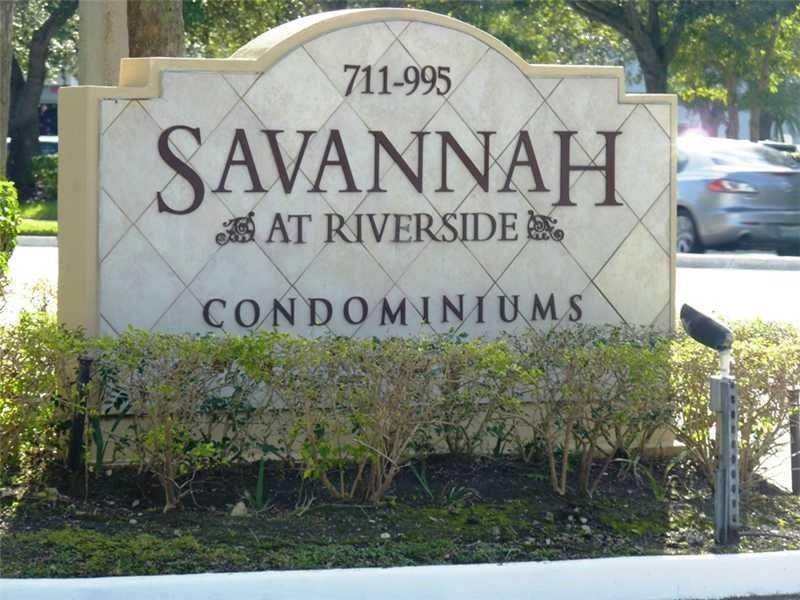 711-995
SAVANNAH
AT RIVERSIDE
CONDOMINIUMS